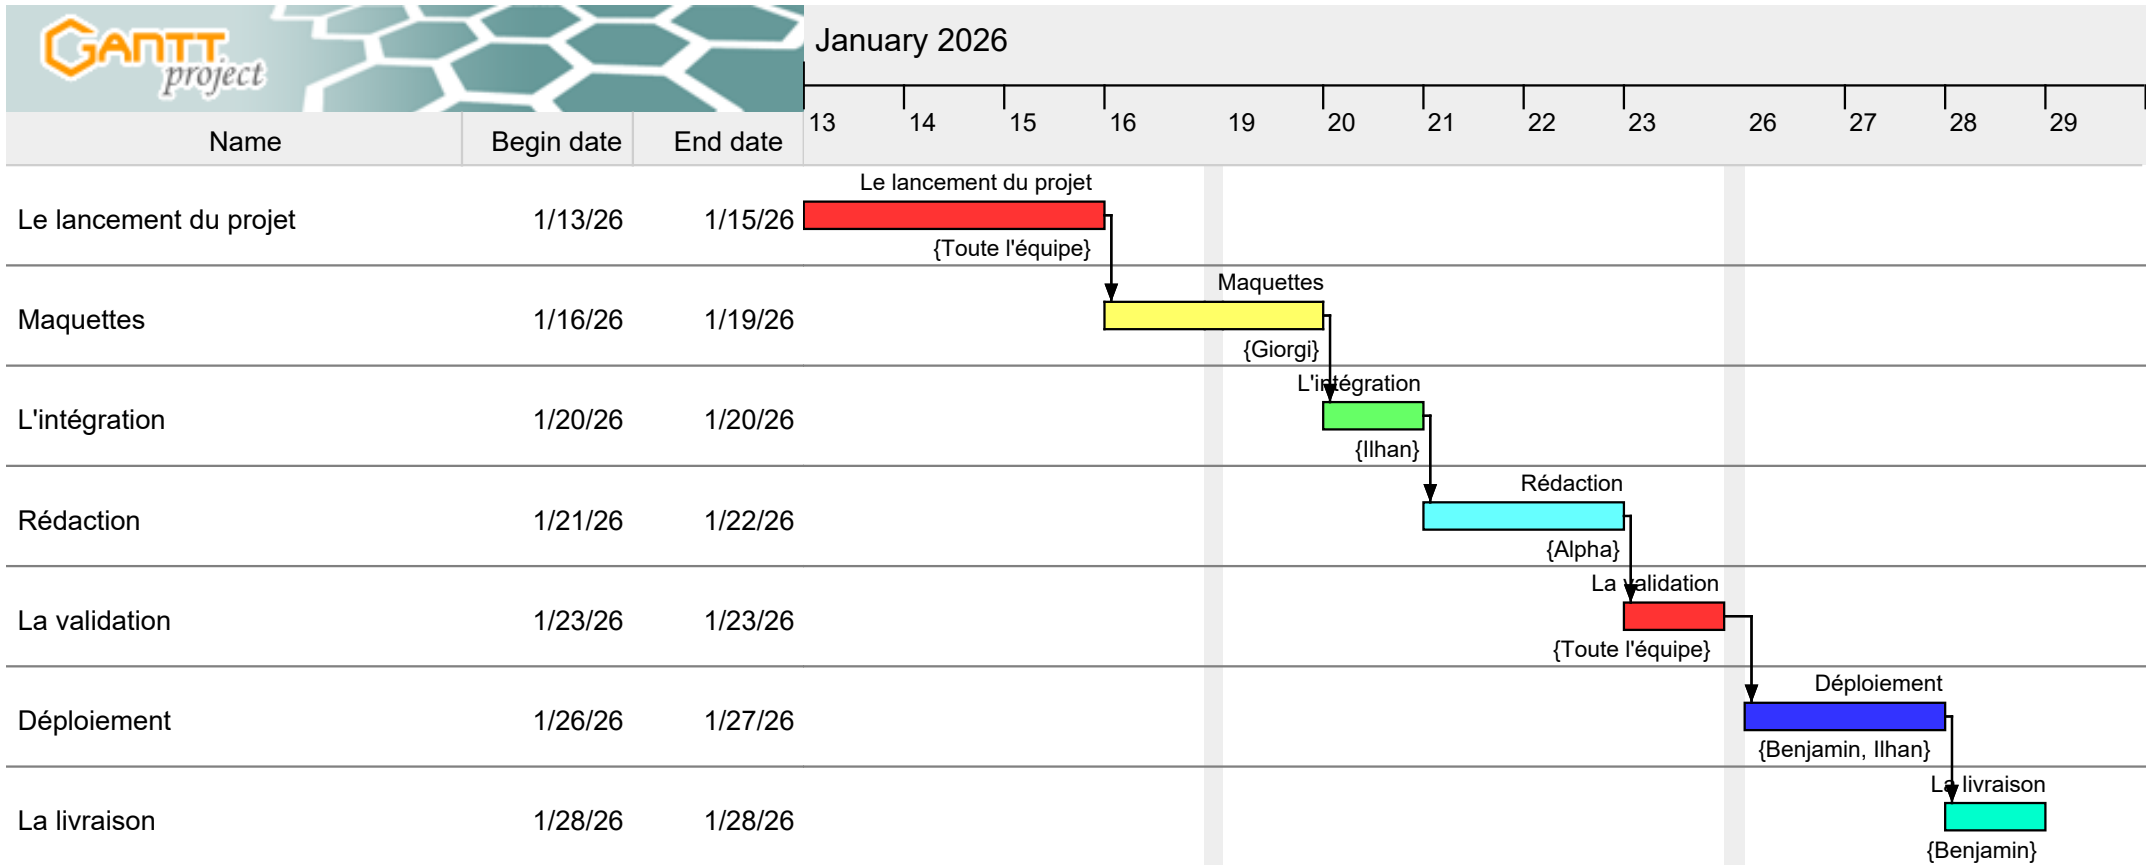 GANTT
project
January 2026
13 14 15 16 19 20 21 22 23 26 27 28 29
Name Begin date End date
Le lancement du projet
Le lancement du projet 1/13/26 1/15/26
{Toute l'équipe}
Maquettes
Maquettes 1/16/26 1/19/26
{Giorgi}
L'intégration
L'intégration 1/20/26 1/20/26
{Ilhan}
Rédaction
Rédaction 1/21/26 1/22/26
{Alpha}
La validation
La validation 1/23/26 1/23/26
{Toute l'équipe}
Déploiement
Déploiement 1/26/26 1/27/26
{Benjamin, Ilhan}
La livraison
La livraison 1/28/26 1/28/26
{Benjamin}